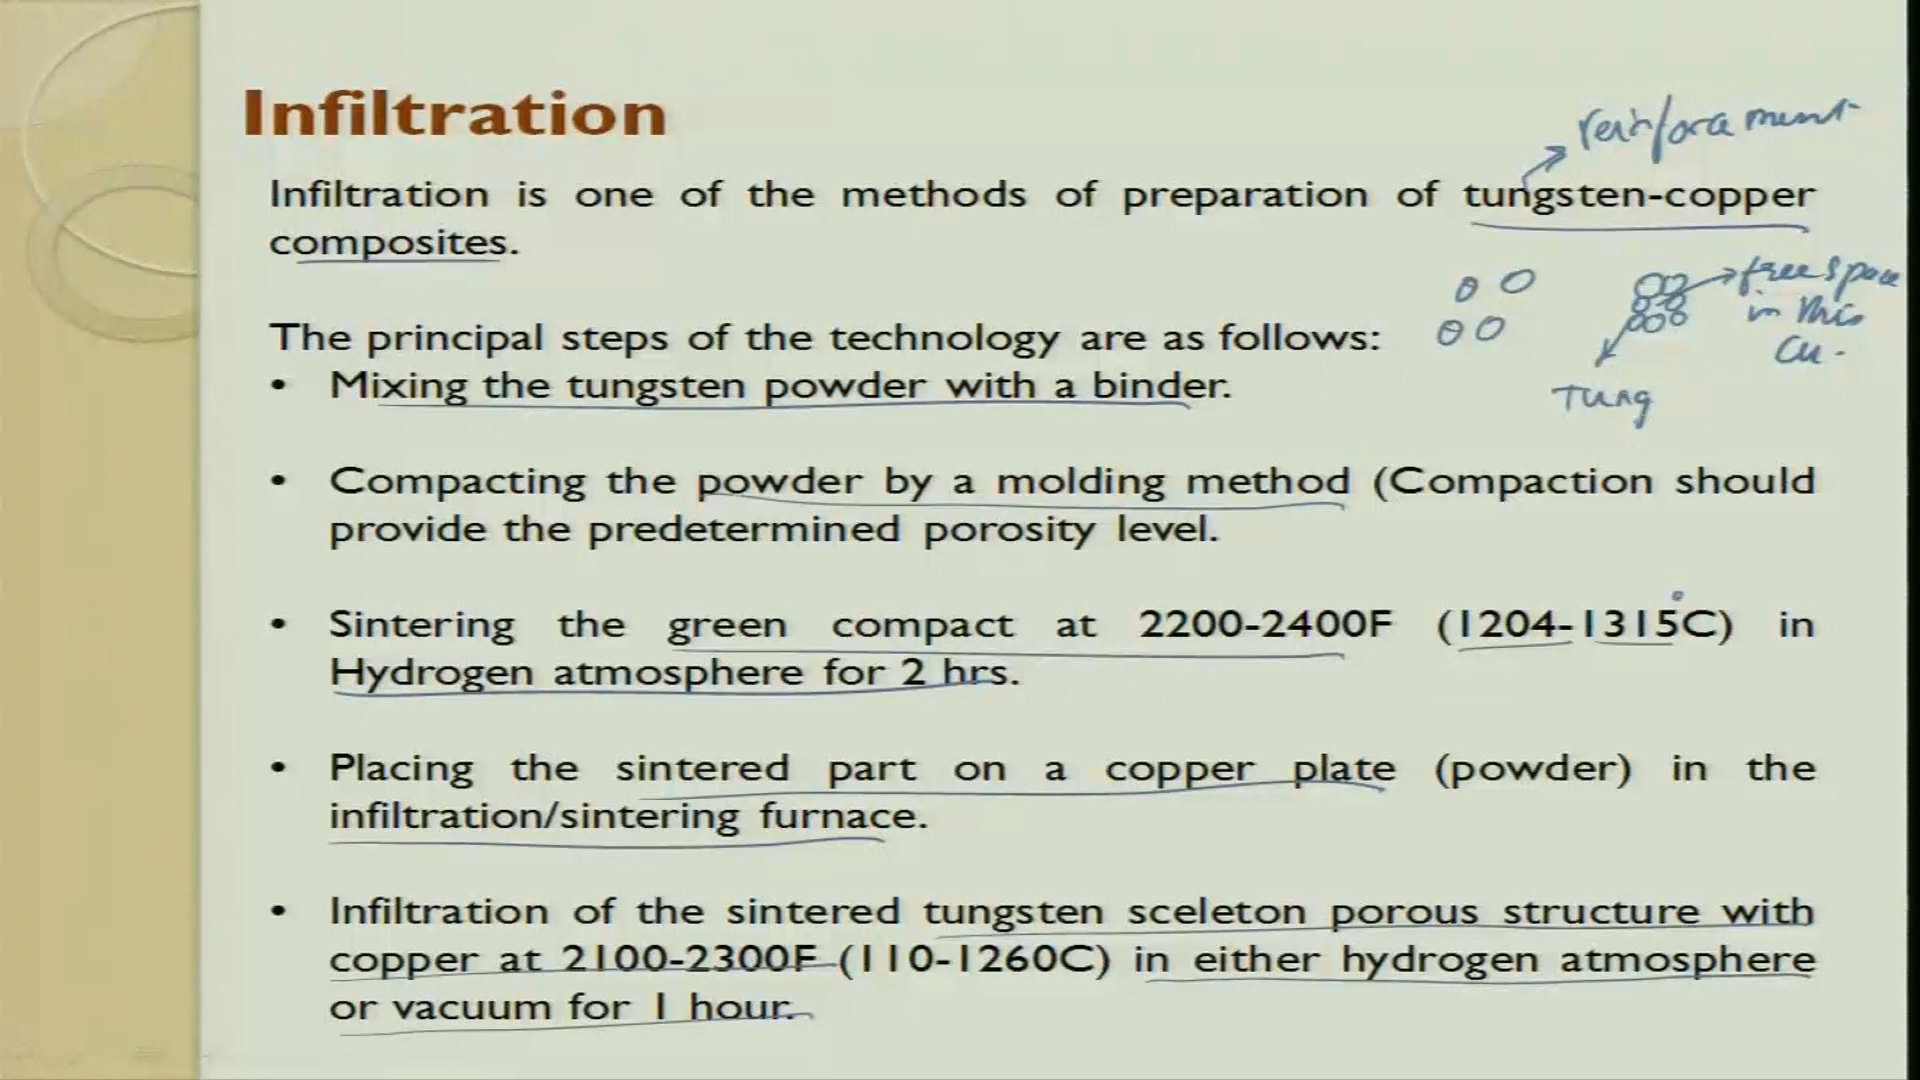 Infiltration
reinforcement
Infiltration is one of the methods of preparation of tungsten-copper
composites.
free space
in this
Cu.
Tung
The principal steps of the technology are as follows:
• Mixing the tungsten powder with a binder.
• Compacting the powder by a molding method (Compaction should
provide the predetermined porosity level.
• Sintering the green compact at 2200-2400F (1204-1315°C) in
Hydrogen atmosphere for 2 hrs.
• Placing the sintered part on a copper plate (powder) in the
infiltration/sintering furnace.
• Infiltration of the sintered tungsten sceleton porous structure with
copper at 2100-2300F (110-1260C) in either hydrogen atmosphere
or vacuum for 1 hour.